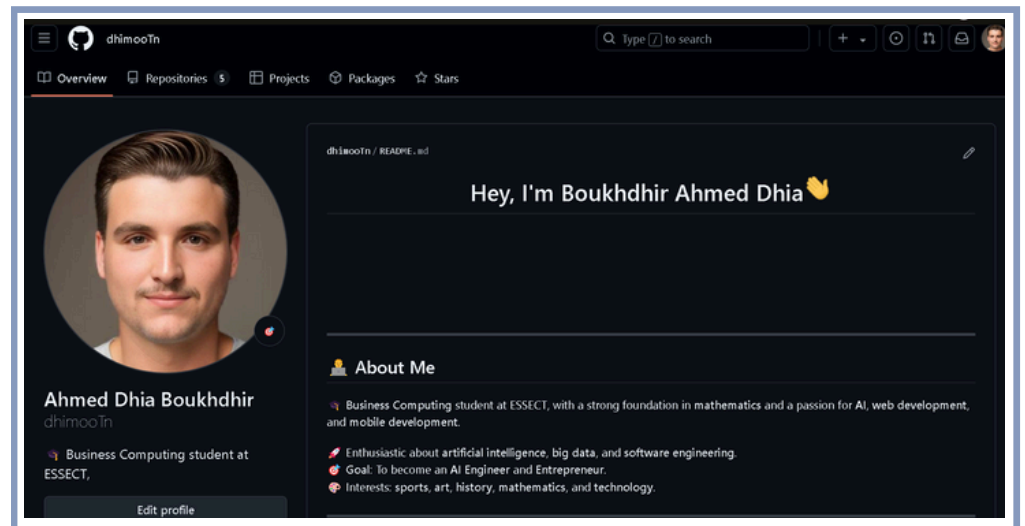 dhimooTn
Type / to search
Overview Repositories 5 Projects Packages Stars
dhimooTn / README.md
Hey, I'm Boukhdhir Ahmed Dhia👋
About Me
Business Computing student at ESSECT, with a strong foundation in mathematics and a passion for AI, web development,
and mobile development.
Enthusiastic about artificial intelligence, big data, and software engineering.
Goal: To become an AI Engineer and Entrepreneur.
Interests: sports, art, history, mathematics, and technology.
Ahmed Dhia Boukhdhir
dhimooTn
Business Computing student at
ESSECT,
Edit profile